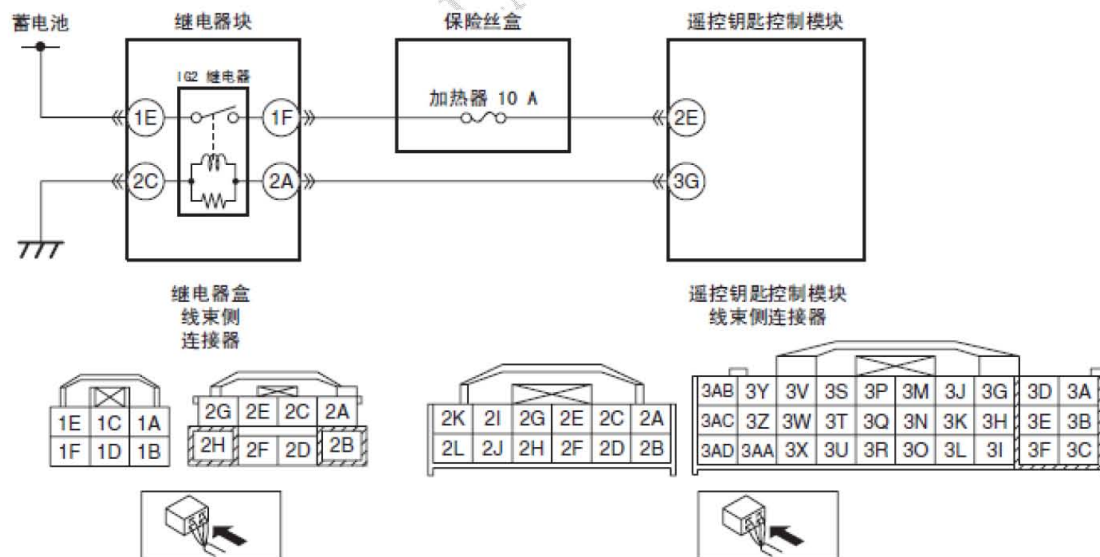 蓄电池
继电器块
保险丝盒
遥控钥匙控制模块
IG2 继电器
加热器 10 A
1E
1F
2E
2C
2A
3G
继电器盒
线束侧
连接器
遥控钥匙控制模块
线束侧连接器
1E 1C 1A
1F 1D 1B
2G 2E 2C 2A
2H 2F 2D 2B
2K 2I 2G 2E 2C 2A
2L 2J 2H 2F 2D 2B
3AB 3Y 3V 3S 3P 3M 3J 3G 3D 3A
3AC 3Z 3W 3T 3Q 3N 3K 3H 3E 3B
3AD 3AA 3X 3U 3R 3O 3L 3I 3F 3C